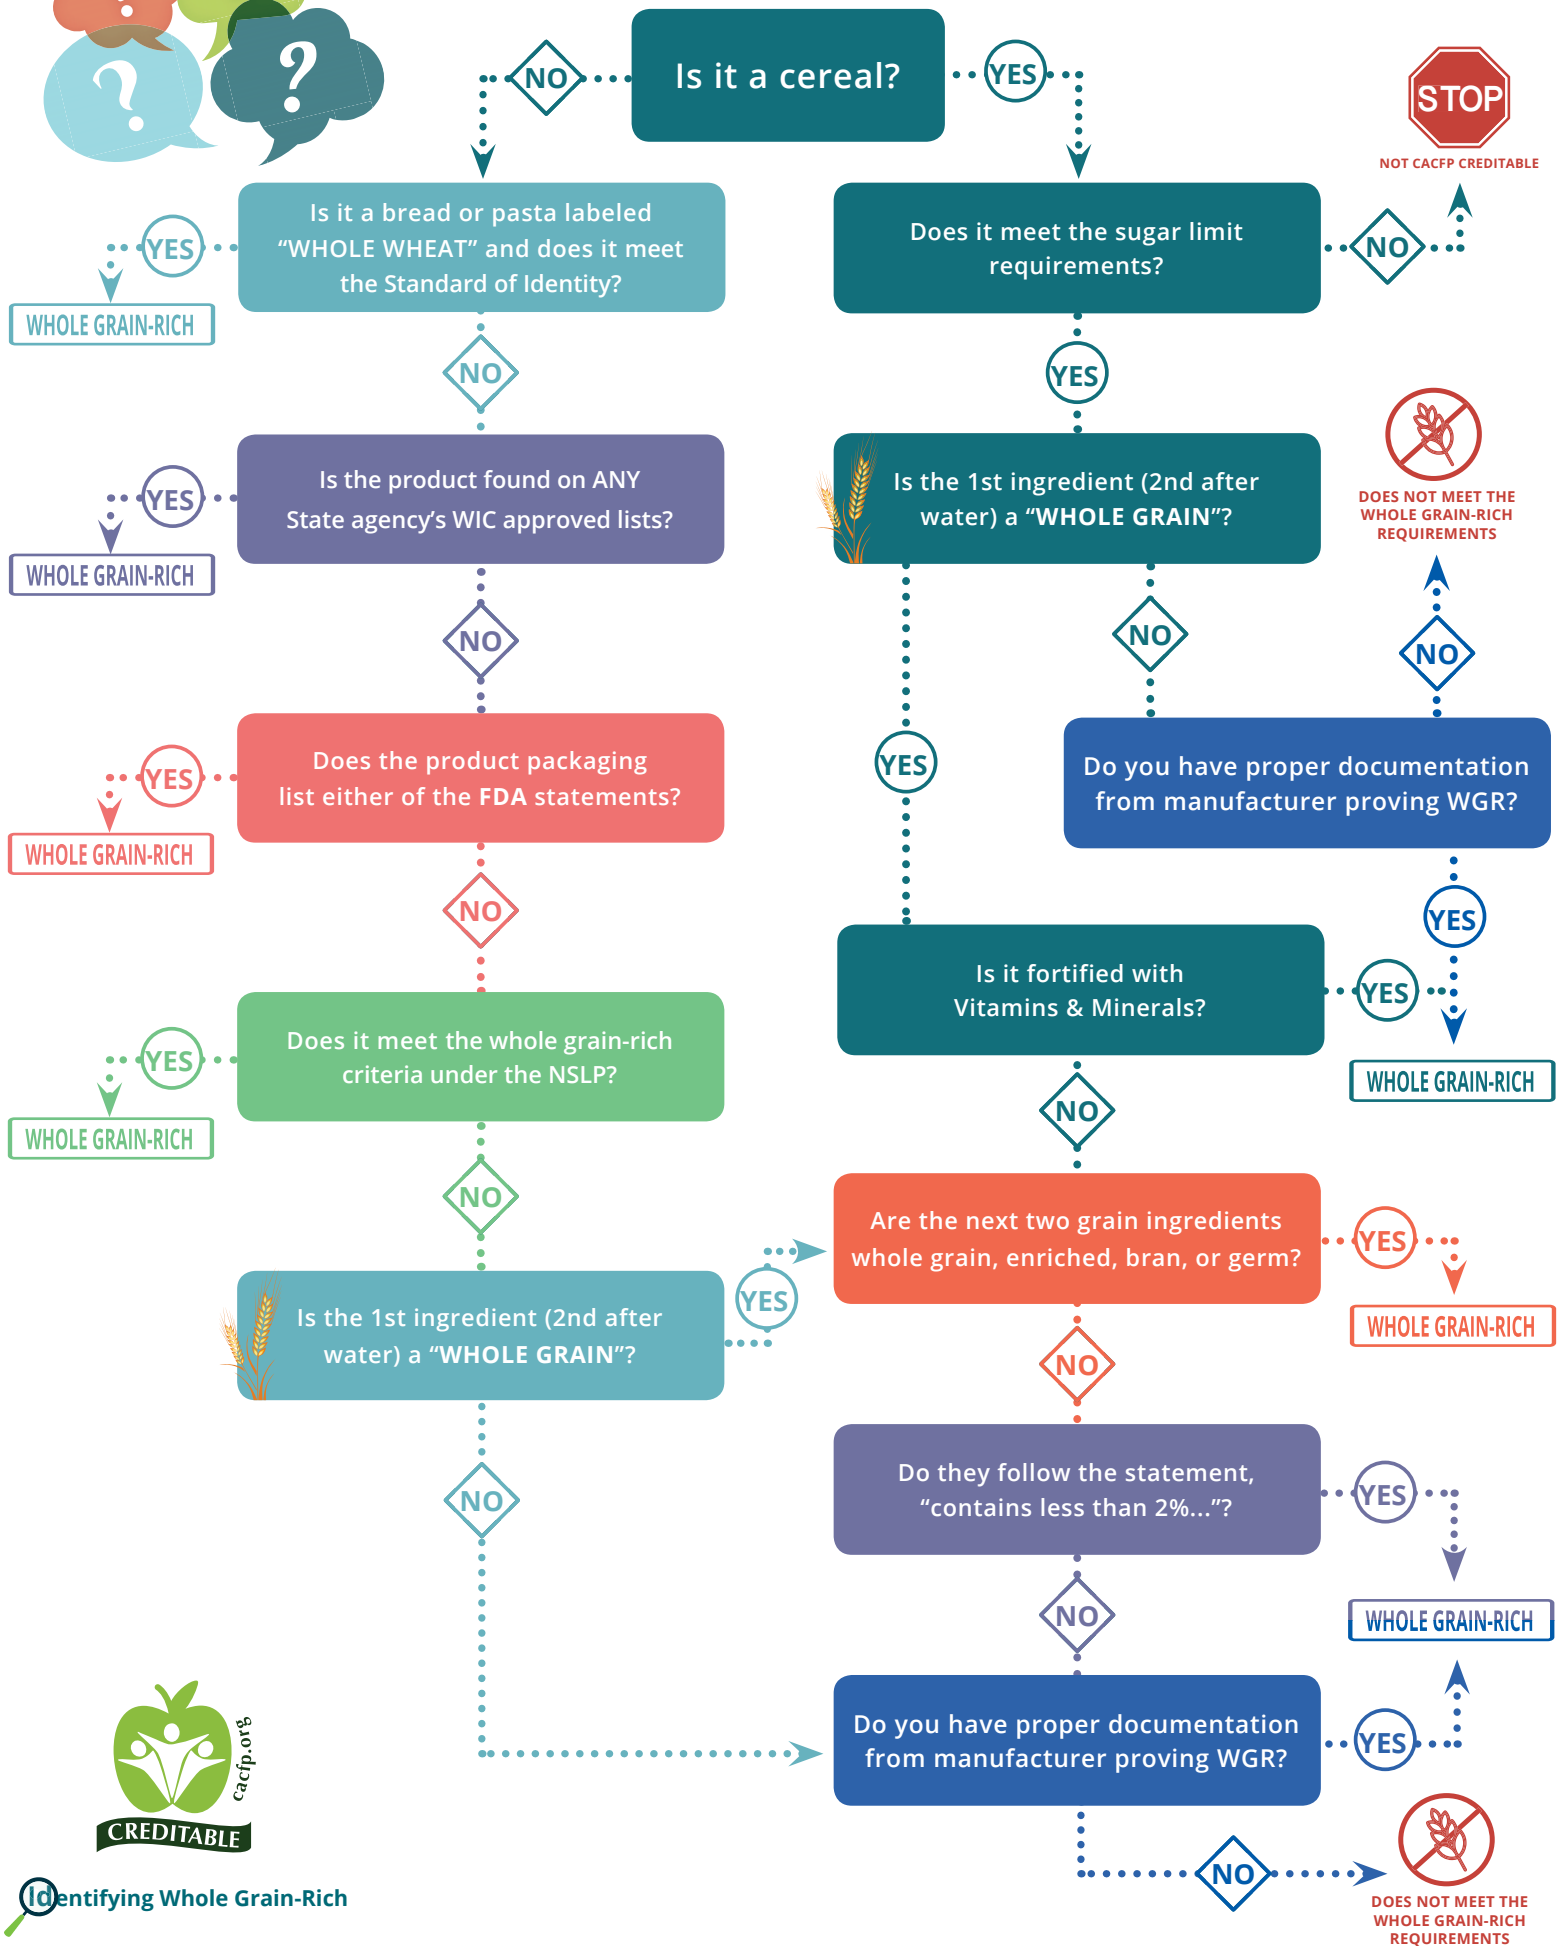 ?
?
?
Is it a cereal?
NO
YES
STOP
NOT CACFP CREDITABLE
Is it a bread or pasta labeled
“WHOLE WHEAT” and does it meet
the Standard of Identity?
YES
WHOLE GRAIN-RICH
NO
Does it meet the sugar limit
requirements?
NO
YES
Is the product found on ANY
State agency’s WIC approved lists?
YES
WHOLE GRAIN-RICH
NO
Is the 1st ingredient (2nd after
water) a “WHOLE GRAIN”?
DOES NOT MEET THE
WHOLE GRAIN-RICH
REQUIREMENTS
NO
NO
YES
Does the product packaging
list either of the FDA statements?
YES
WHOLE GRAIN-RICH
NO
Do you have proper documentation
from manufacturer proving WGR?
YES
Is it fortified with
Vitamins & Minerals?
YES
WHOLE GRAIN-RICH
NO
Does it meet the whole grain-rich
criteria under the NSLP?
YES
WHOLE GRAIN-RICH
NO
Are the next two grain ingredients
whole grain, enriched, bran, or germ?
YES
WHOLE GRAIN-RICH
NO
Is the 1st ingredient (2nd after
water) a “WHOLE GRAIN”?
YES
NO
Do they follow the statement,
“contains less than 2%...”?
YES
WHOLE GRAIN-RICH
NO
Do you have proper documentation
from manufacturer proving WGR?
YES
NO
DOES NOT MEET THE
WHOLE GRAIN-RICH
REQUIREMENTS
cacfp.org
CREDITABLE
Identifying Whole Grain-Rich